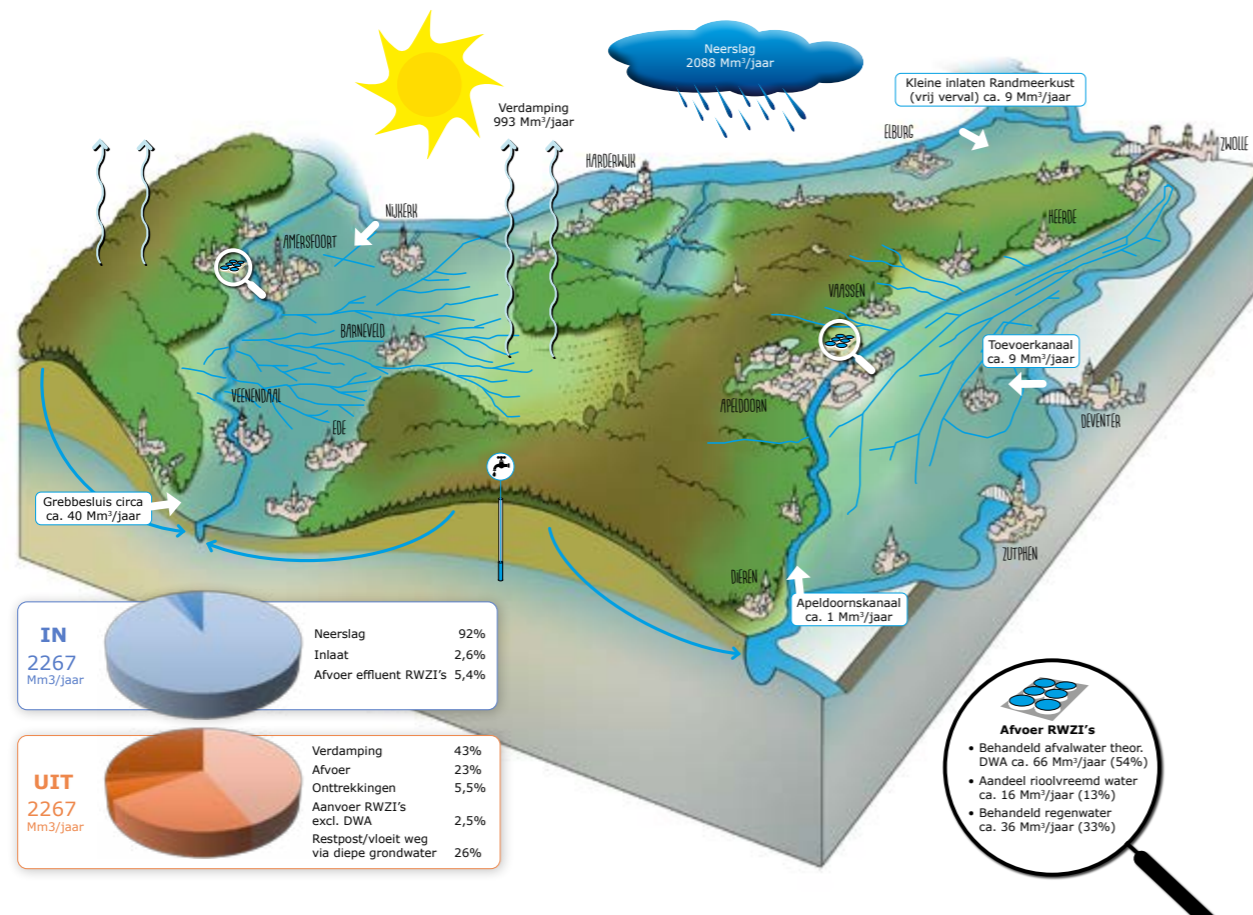 Neerslag
2088 Mm³/jaar
Verdamping
993 Mm³/jaar
Kleine inlaten Randmeerkust
(vrij verval) ca. 9 Mm³/jaar
ELBURG
ZWOLLE
HARDERWIJK
NIJKERK
AMERSFOORT
HEERDE
VAASSEN
BARNEVELD
Toevoerkanaal
ca. 9 Mm³/jaar
VEENENDAAL
APELDOORN
DEVENTER
EDE
Grebbesluis circa
ca. 40 Mm³/jaar
ZUTPHEN
DIEREN
Apeldoornskanaal
ca. 1 Mm³/jaar
IN
2267
Mm3/jaar
Neerslag 92%
Inlaat 2,6%
Afvoer effluent RWZI's 5,4%
UIT
2267
Mm3/jaar
Verdamping 43%
Afvoer 23%
Onttrekkingen 5,5%
Aanvoer RWZI's
excl. DWA 2,5%
Restpost/vloeit weg
via diepe grondwater 26%
Afvoer RWZI's
• Behandeld afvalwater theor.
DWA ca. 66 Mm³/jaar (54%)
• Aandeel rioolvreemd water
ca. 16 Mm³/jaar (13%)
• Behandeld regenwater
ca. 36 Mm³/jaar (33%)